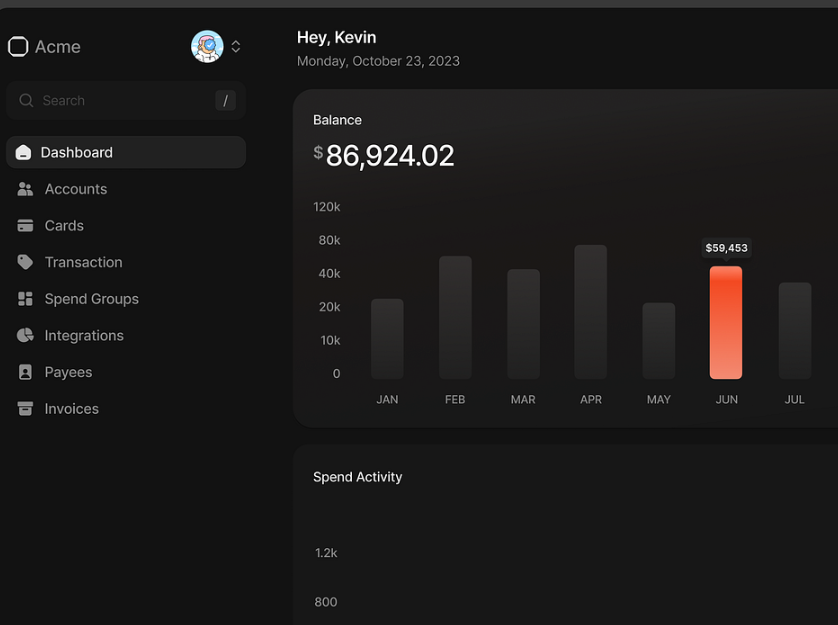 Acme
Search /
Dashboard
Accounts
Cards
Transaction
Spend Groups
Integrations
Payees
Invoices
Hey, Kevin
Monday, October 23, 2023
Balance
$86,924.02
120k
80k
40k
20k
10k
0
$59,453
JAN FEB MAR APR MAY JUN JUL
Spend Activity
1.2k
800